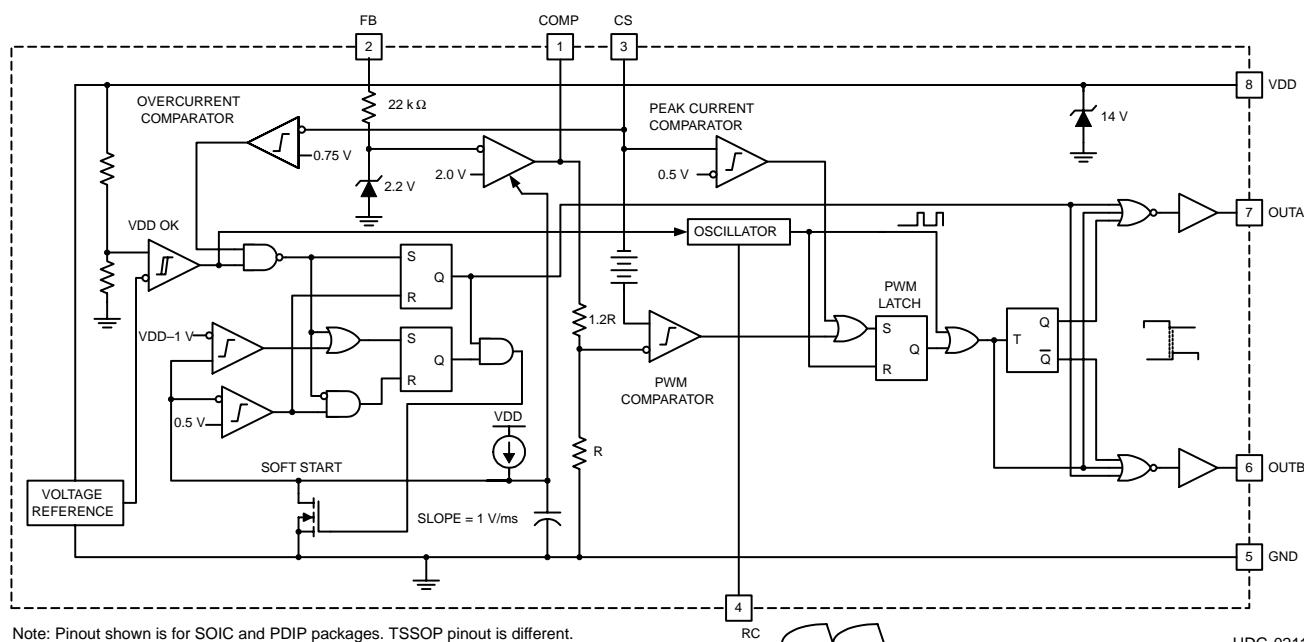 FB
COMP
CS
2
1
3
8
VDD
OVERCURRENT
COMPARATOR
22 kΩ
PEAK CURRENT
COMPARATOR
14 V
0.75 V
2.0 V
0.5 V
2.2 V
VDD OK
OSCILLATOR
7
OUTA
S
Q
R
PWM
LATCH
1.2R
VDD–1 V
S
Q
R
S
Q
R
T
Q
Q
PWM
COMPARATOR
0.5 V
VDD
R
SOFT START
6
OUTB
VOLTAGE
REFERENCE
SLOPE = 1 V/ms
5
GND
4
RC
Note: Pinout shown is for SOIC and PDIP packages. TSSOP pinout is different.